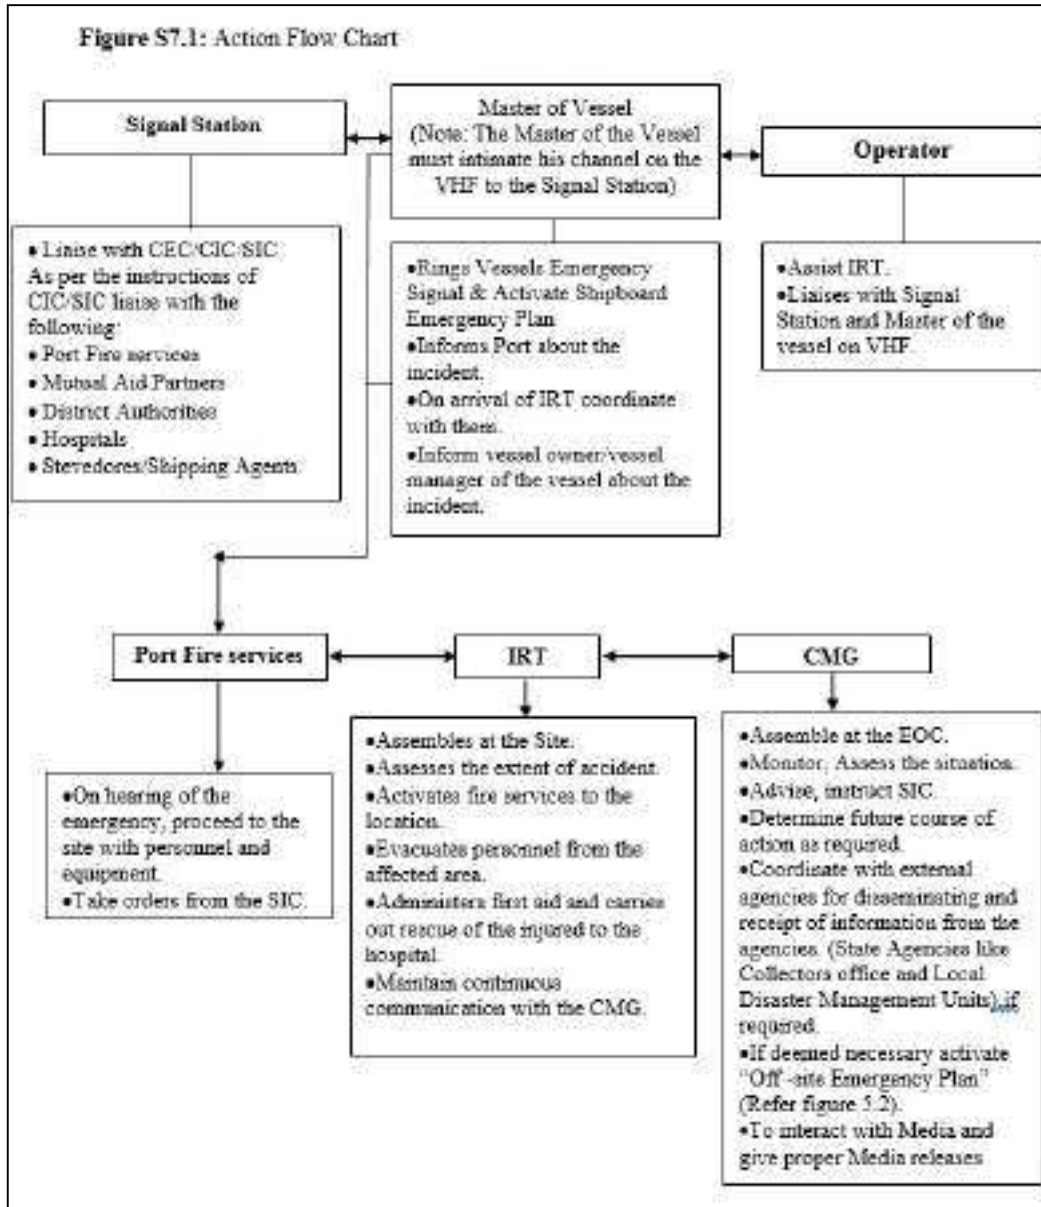 Figure S7.1: Action Flow Chart
Signal Station
Master of Vessel
(Note: The Master of the Vessel
must intimate his channel on the
VHF to the Signal Station)
Operator
● Liaise with CEC/CIC/SIC
As per the instructions of
CIC/SIC liaise with the
following:
● Port Fire services
● Mutual Aid Partners
● District Authorities
● Hospitals
● Stevedores/Shipping Agents
●Rings Vessels Emergency
Signal & Activate Shipboard
Emergency Plan
●Informs Port about the
incident.
●On arrival of IRT coordinate
with them.
●Inform vessel owner/vessel
manager of the vessel about the
incident.
●Assist IRT.
●Liaises with Signal
Station and Master of the
vessel on VHF.
Port Fire services
IRT
CMG
●On hearing of the
emergency, proceed to the
site with personnel and
equipment.
●Take orders from the SIC.
●Assembles at the Site.
●Assesses the extent of accident.
●Activates fire services to the
location.
●Evacuates personnel from the
affected area.
●Administers first aid and carries
out rescue of the injured to the
hospital.
●Maintain continuous
communication with the CMG.
●Assemble at the EOC.
●Monitor, Assess the situation.
●Advise, instruct SIC.
●Determine future course of
action as required.
●Coordinate with external
agencies for disseminating and
receipt of information from the
agencies. (State Agencies like
Collectors office and Local
Disaster Management Units), if
required.
●If deemed necessary activate
“Off -site Emergency Plan”
(Refer figure 5.2).
●To interact with Media and
give proper Media releases